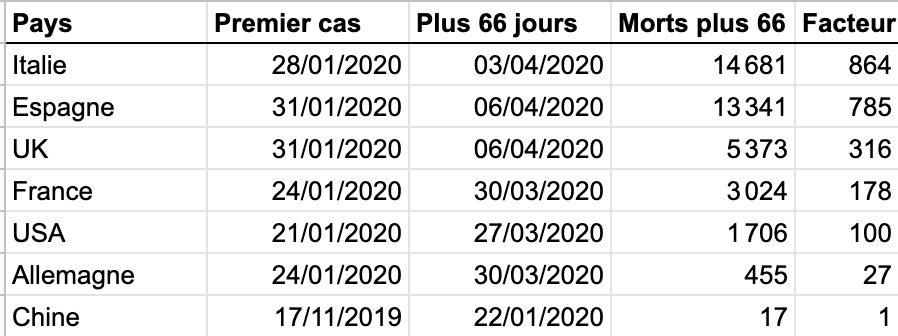 Pays Premier cas Plus 66 jours Morts plus 66 Facteur
Italie 28/01/2020 03/04/2020 14 681 864
Espagne 31/01/2020 06/04/2020 13 341 785
UK 31/01/2020 06/04/2020 5 373 316
France 24/01/2020 30/03/2020 3 024 178
USA 21/01/2020 27/03/2020 1 706 100
Allemagne 24/01/2020 30/03/2020 455 27
Chine 17/11/2019 22/01/2020 17 1